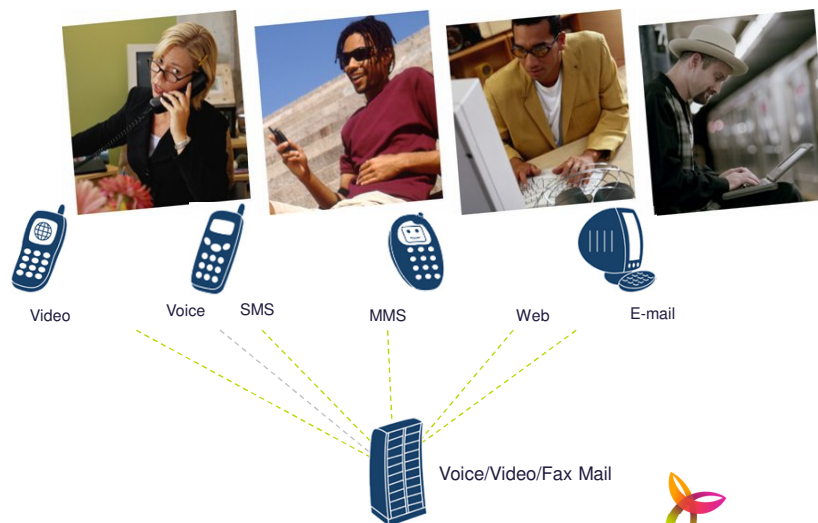 Video
Voice
SMS
MMS
Web
E-mail
Voice/Video/Fax Mail